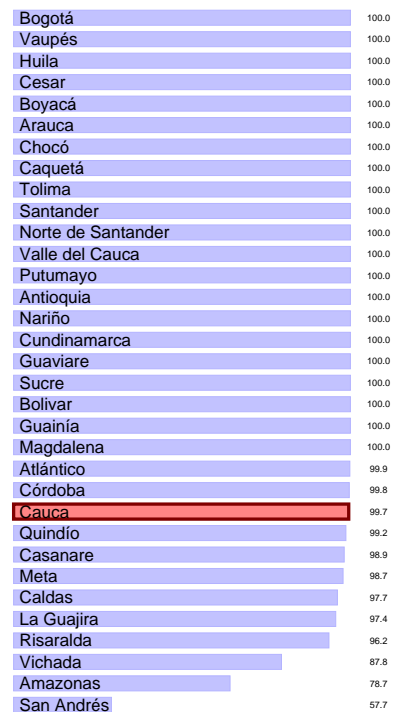 Bogotá 100.0
Vaupés 100.0
Huila 100.0
Cesar 100.0
Boyacá 100.0
Arauca 100.0
Chocó 100.0
Caquetá 100.0
Tolima 100.0
Santander 100.0
Norte de Santander 100.0
Valle del Cauca 100.0
Putumayo 100.0
Antioquia 100.0
Nariño 100.0
Cundinamarca 100.0
Guaviare 100.0
Sucre 100.0
Bolivar 100.0
Guainía 100.0
Magdalena 100.0
Atlántico 99.9
Córdoba 99.8
Cauca 99.7
Quindío 99.2
Casanare 98.9
Meta 98.7
Caldas 97.7
La Guajira 97.4
Risaralda 96.2
Vichada 87.8
Amazonas 78.7
San Andrés 57.7